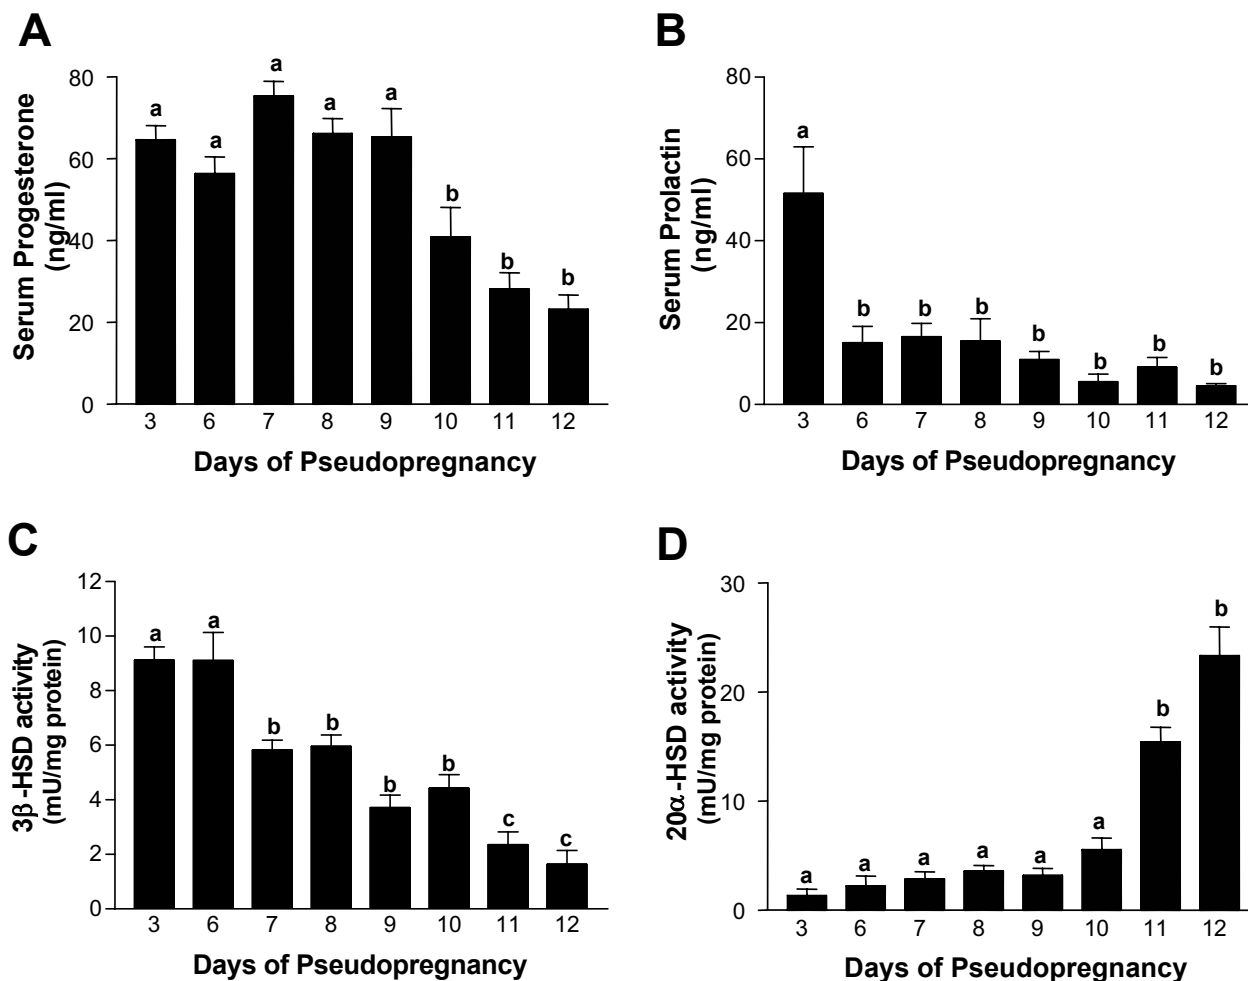 A
Serum Progesterone
(ng/ml)
80
60
40
20
0
a
a
a
a
a
b
b
b
3 6 7 8 9 10 11 12
Days of Pseudopregnancy
B
Serum Prolactin
(ng/ml)
80
60
40
20
0
a
b
b
b
b
b
b
b
3 6 7 8 9 10 11 12
Days of Pseudopregnancy
C
3β-HSD activity
(mU/mg protein)
12
10
8
6
4
2
0
a
a
b
b
b
b
c
c
3 6 7 8 9 10 11 12
Days of Pseudopregnancy
D
20α-HSD activity
(mU/mg protein)
30
20
10
0
a
a
a
a
a
a
b
b
3 6 7 8 9 10 11 12
Days of Pseudopregnancy